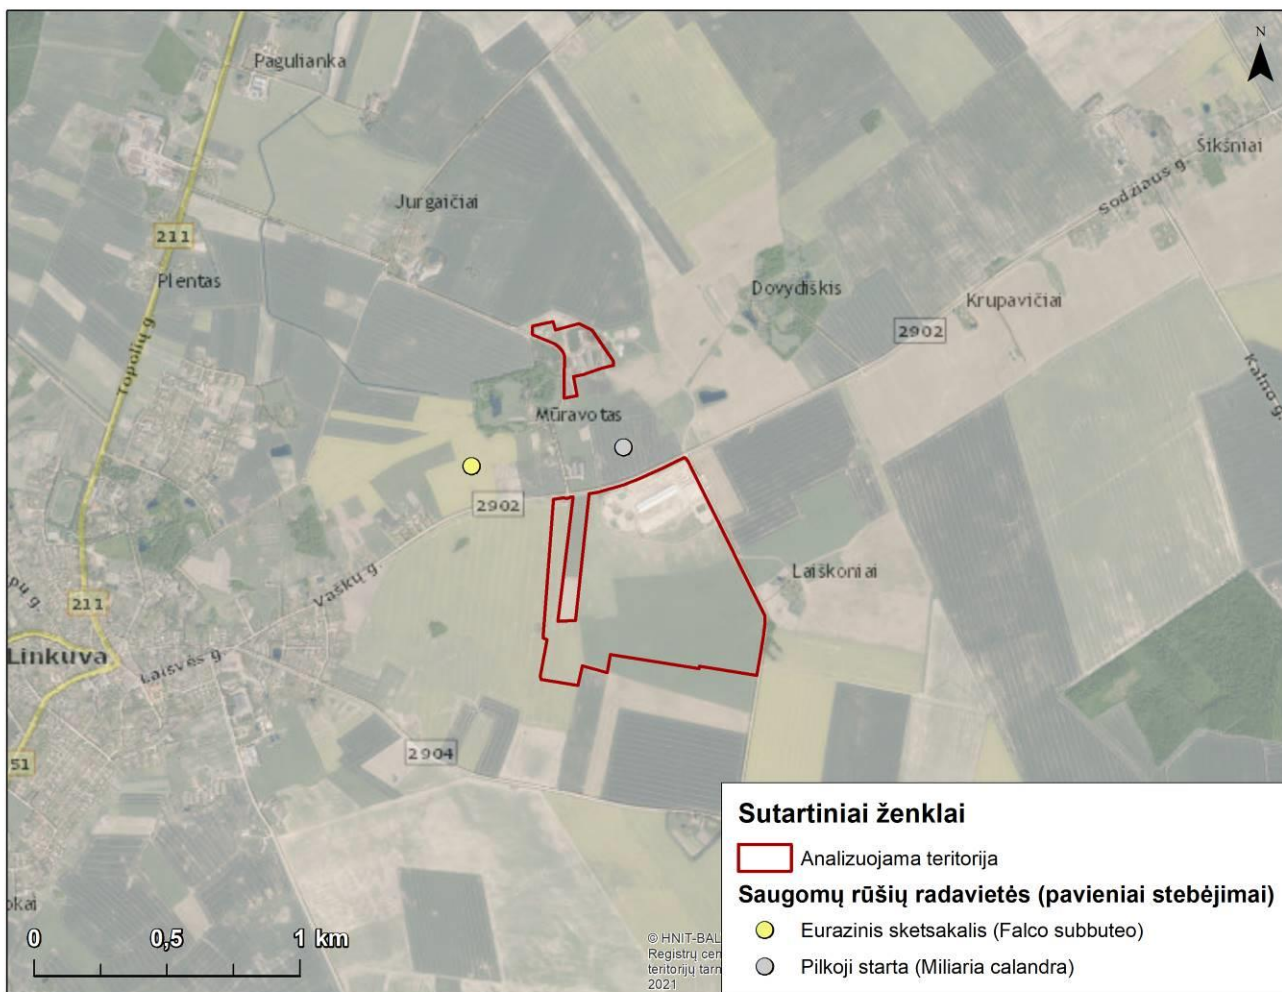 N
Pagulianka
Šikšniai
Jurgaičiai
Sodžiaus g.
211
Plentas
Dovydiškis
Krupavičiai
2902
Topolių g.
Kalno g.
Mūravotas
2902
Laiškoniai
Vaškų g.
211
Linkuva
Laisvės g.
2904
51
Sutartiniai ženklai
Analizuojama teritorija
Saugomų rūšių radavietės (pavieniai stebėjimai)
Eurazinis sketsakalis (Falco subbuteo)
Pilkoji starta (Miliaria calandra)
0 0,5 1 km
© HNIT-BAL
Registrų cen
teritorijų tarn
2021